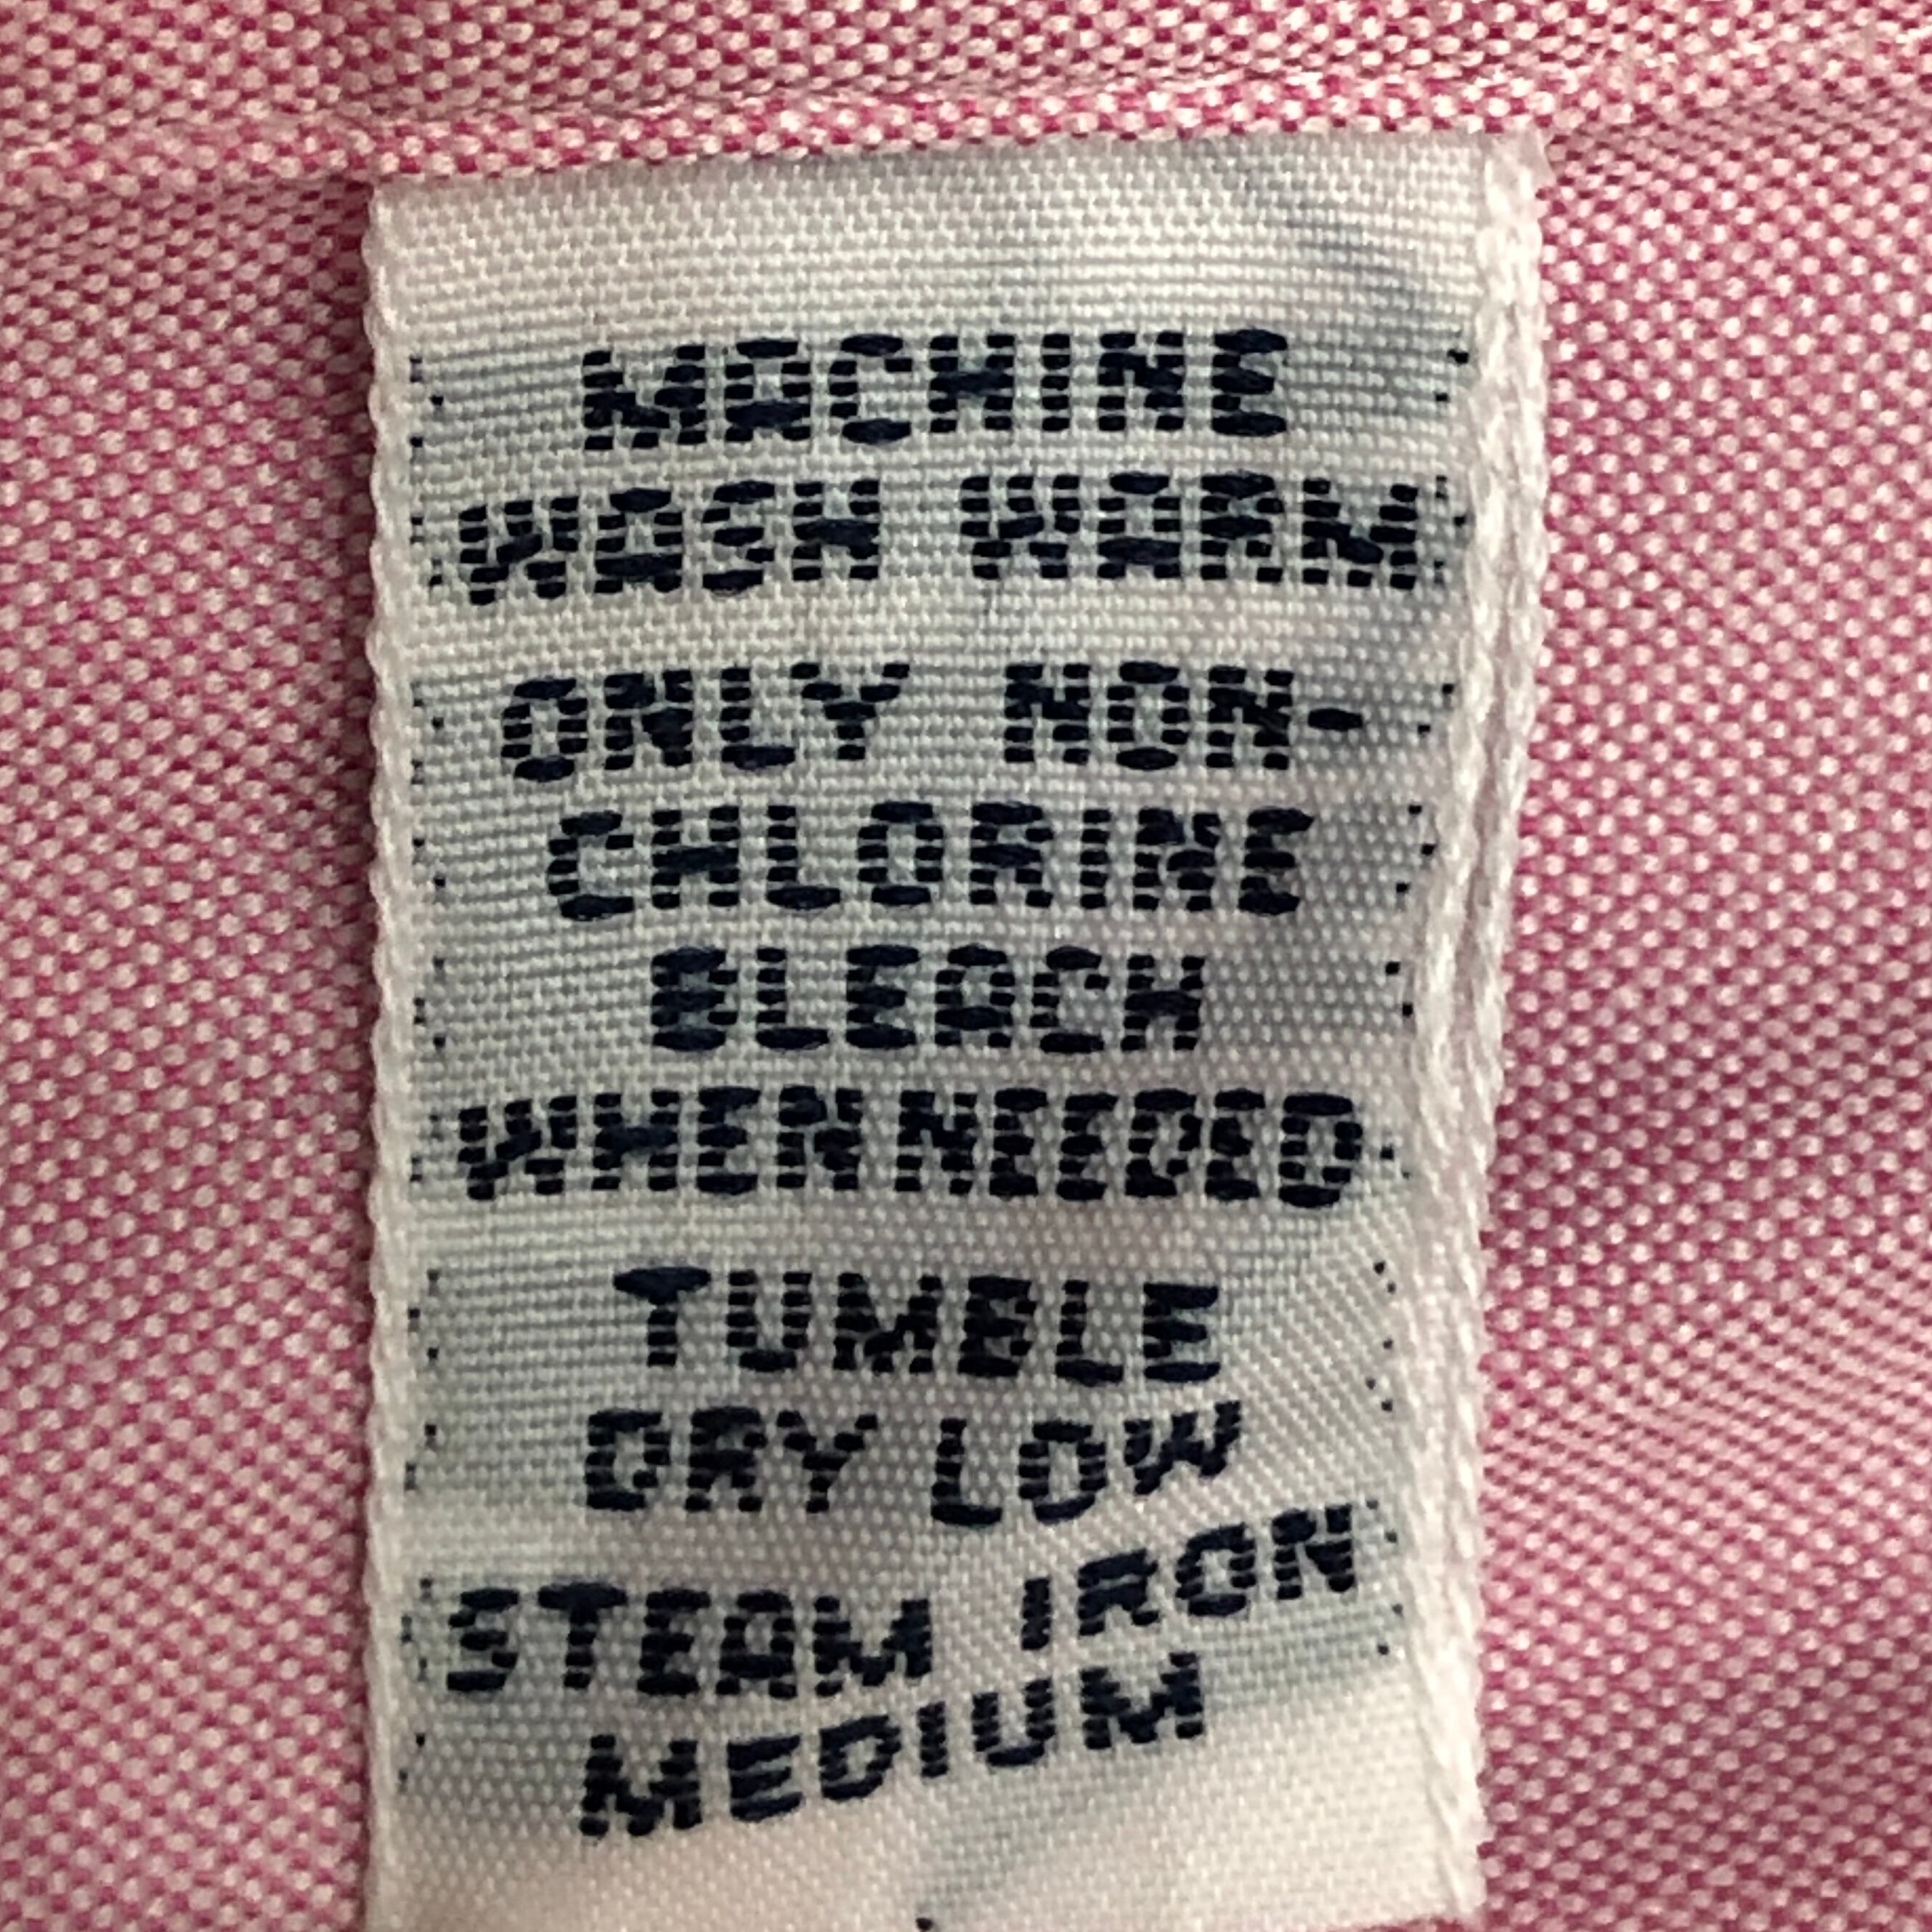 MACHINE
WASH WARM
ONLY NON-
CHLORINE
BLEACH
WHEN NEEDED
TUMBLE
DRY LOW
STEAM IRON
MEDIUM